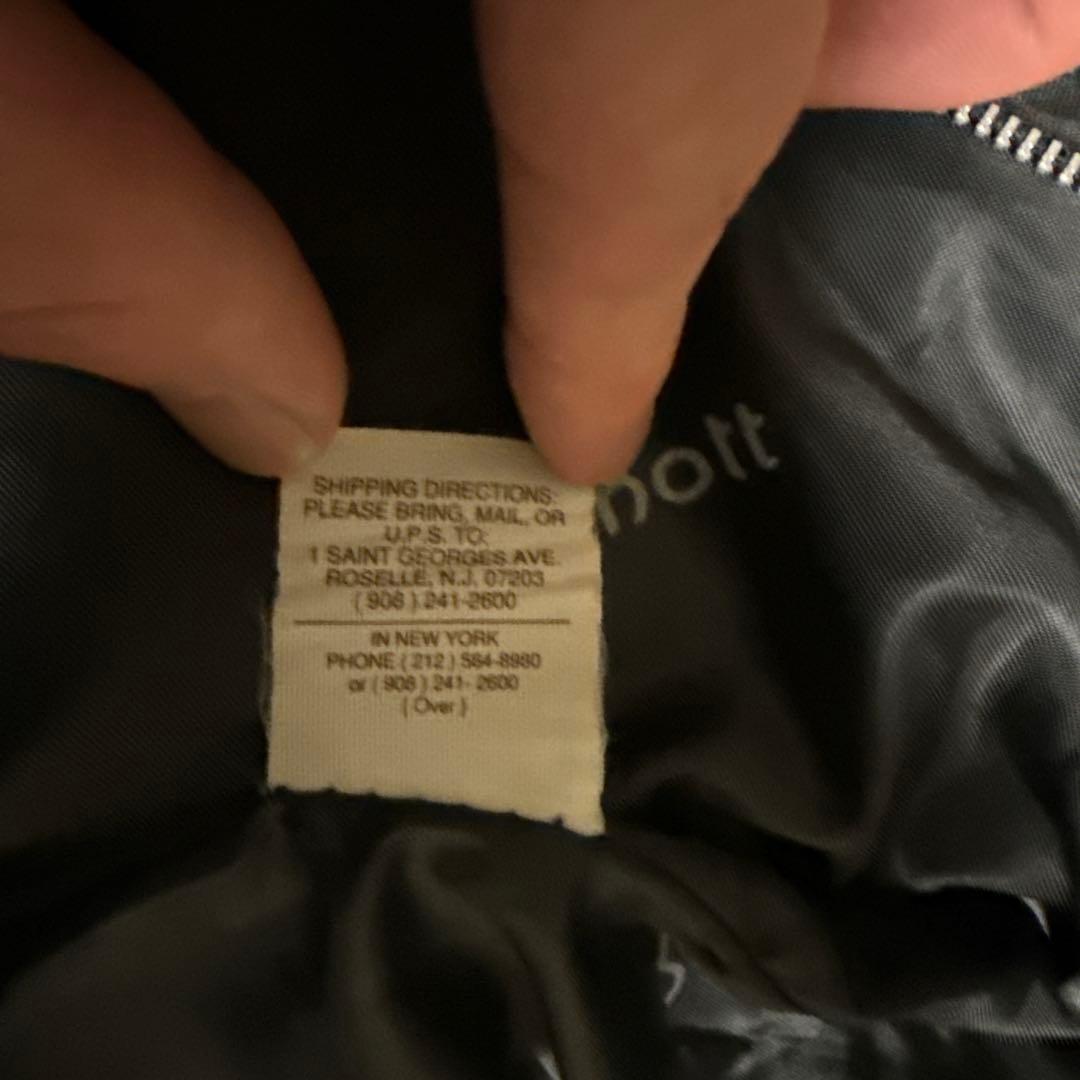 SHIPPING DIRECTIONS:
PLEASE BRING, MAIL, OR
U.P.S. TO:
1 SAINT GEORGES AVE.
ROSELLE, N.J. 07203
( 908 ) 241-2600
IN NEW YORK
PHONE ( 212 ) 564-8980
or ( 908 ) 241- 2600
( Over )